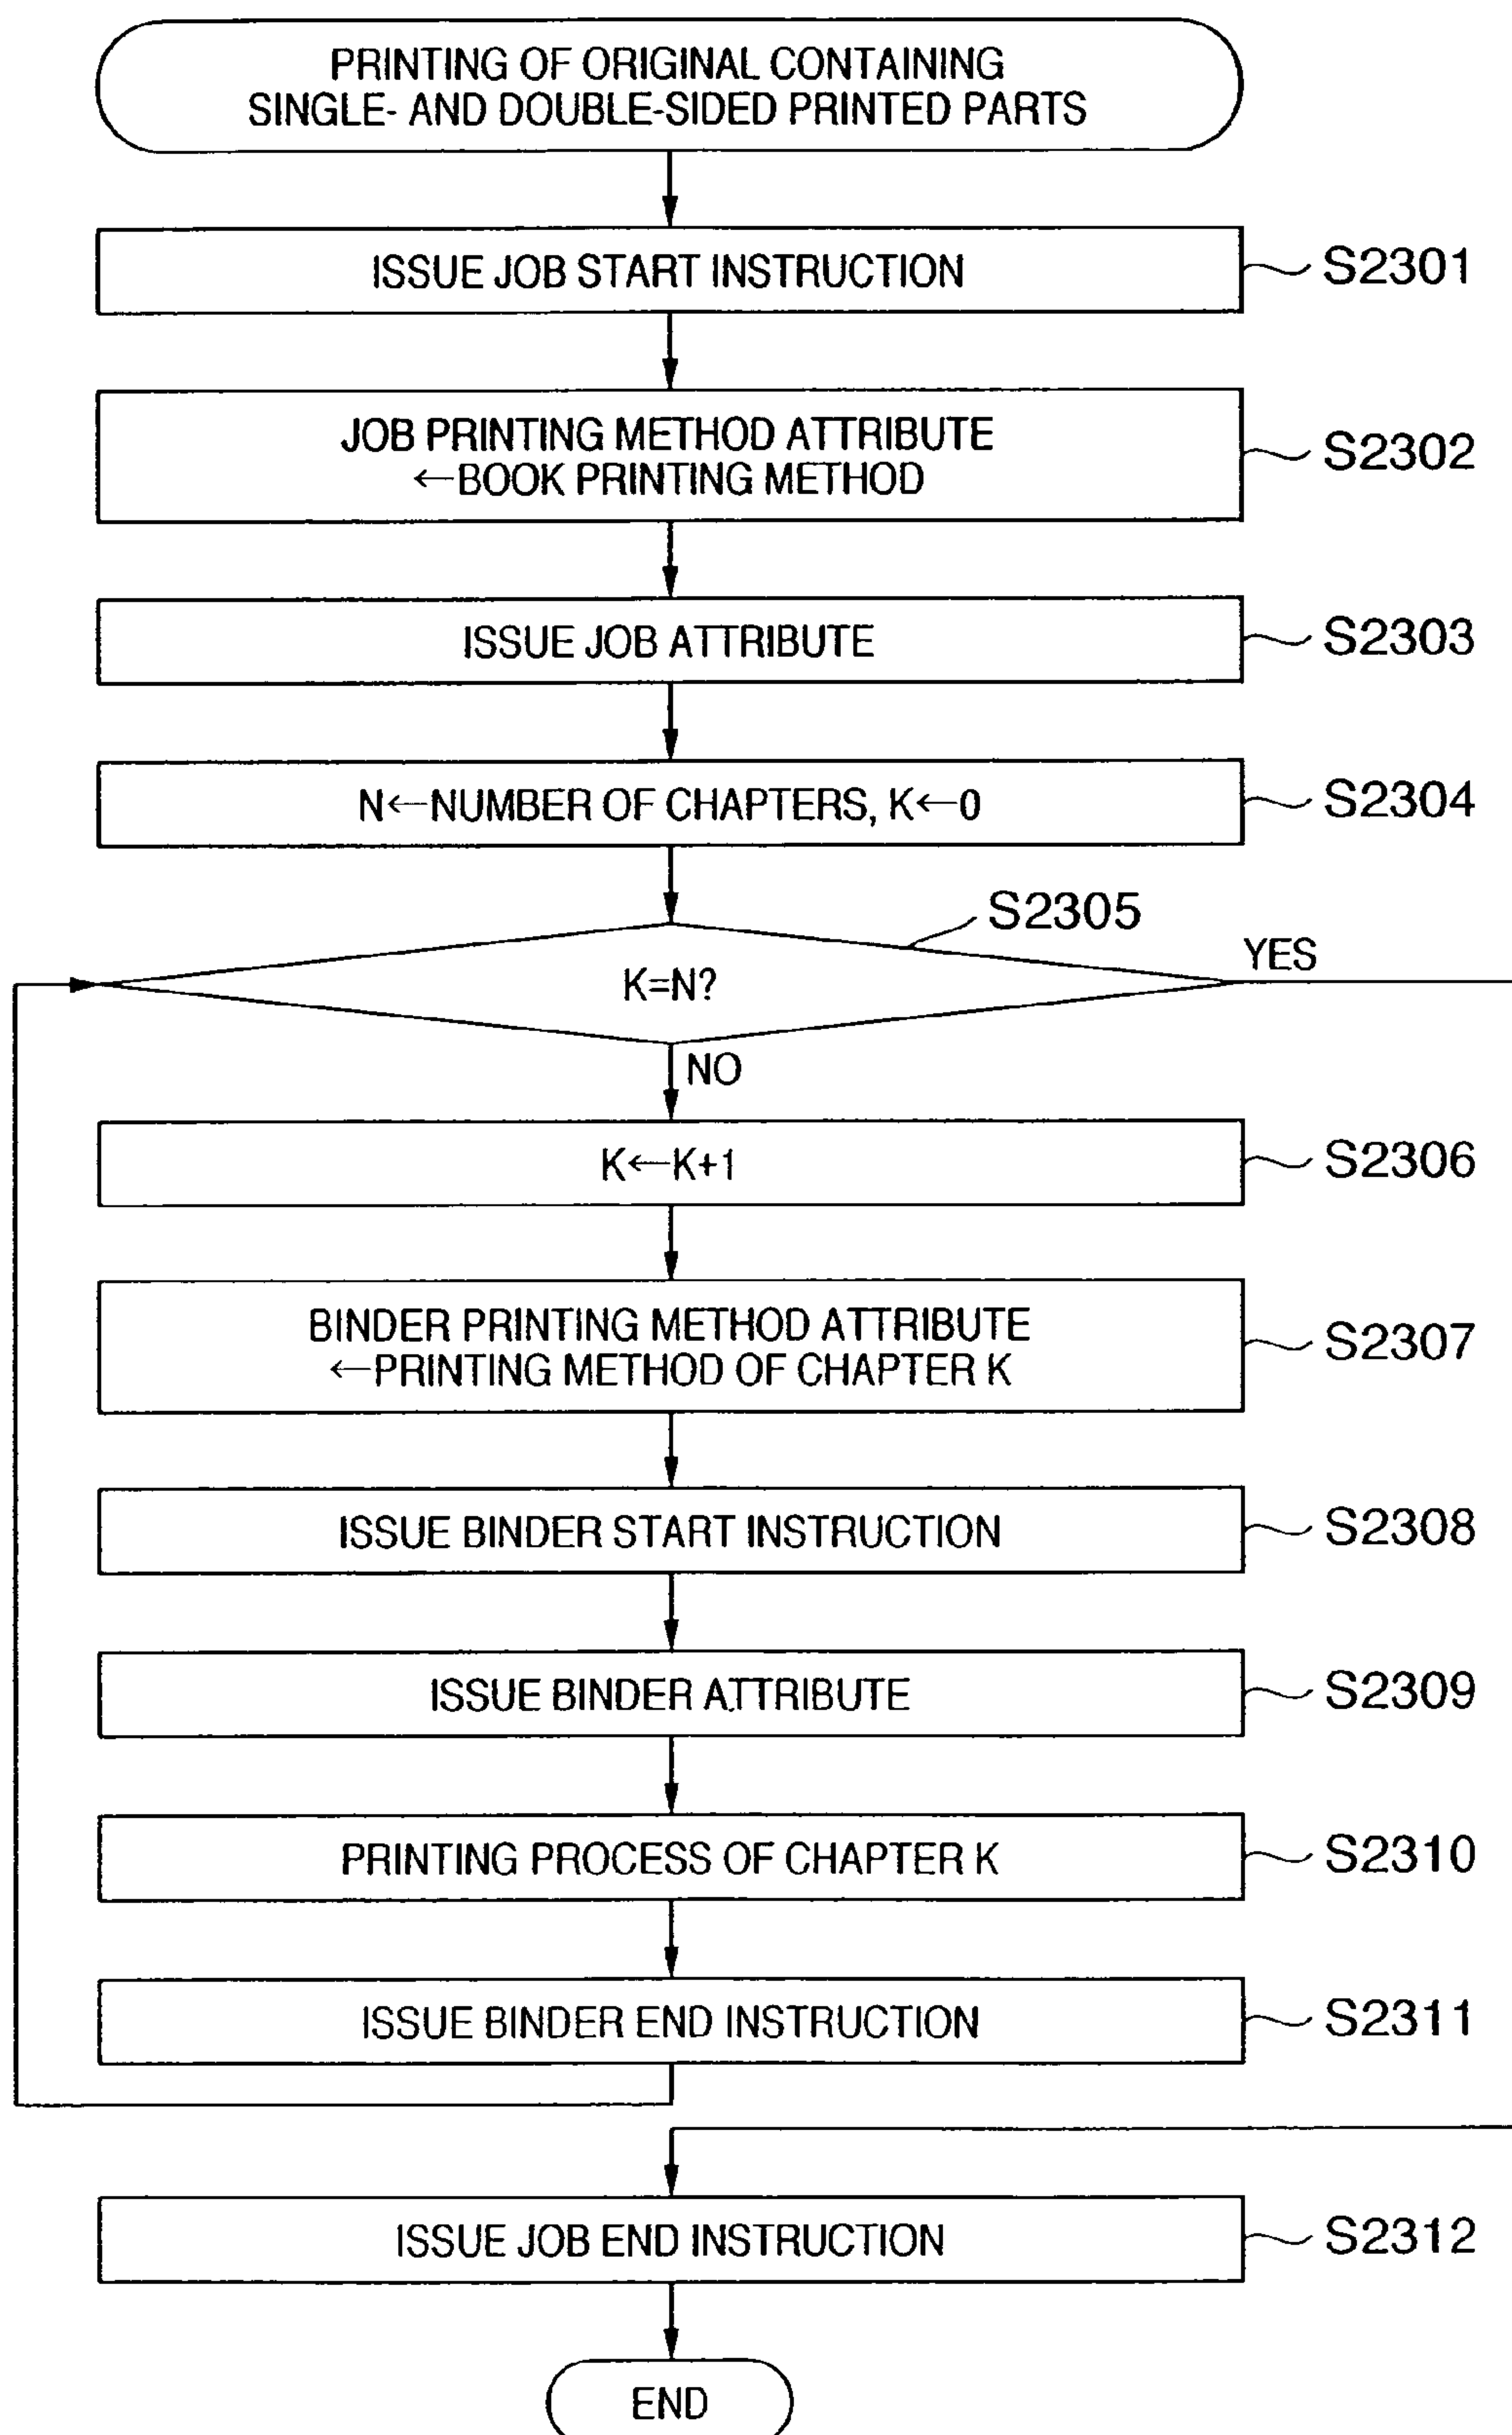 PRINTING OF ORIGINAL CONTAINING
SINGLE- AND DOUBLE-SIDED PRINTED PARTS
ISSUE JOB START INSTRUCTION
S2301
JOB PRINTING METHOD ATTRIBUTE
←BOOK PRINTING METHOD
S2302
ISSUE JOB ATTRIBUTE
S2303
N←NUMBER OF CHAPTERS, K←0
S2304
S2305
K=N?
YES
NO
K←K+1
S2306
BINDER PRINTING METHOD ATTRIBUTE
←PRINTING METHOD OF CHAPTER K
S2307
ISSUE BINDER START INSTRUCTION
S2308
ISSUE BINDER ATTRIBUTE
S2309
PRINTING PROCESS OF CHAPTER K
S2310
ISSUE BINDER END INSTRUCTION
S2311
ISSUE JOB END INSTRUCTION
S2312
END